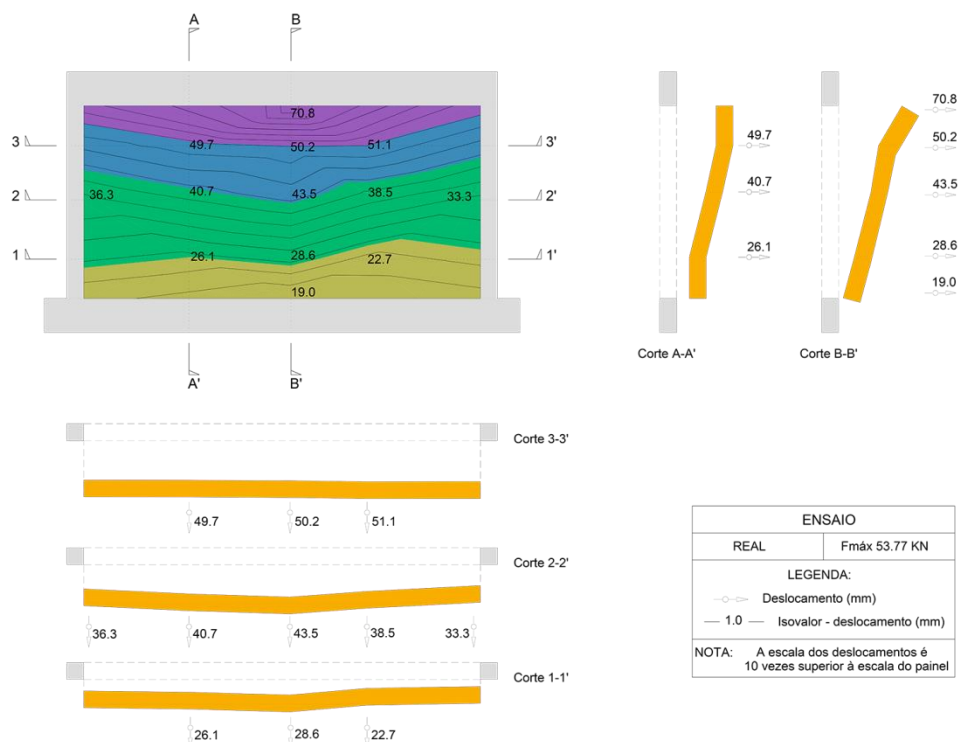 A B
70.8
3 49.7 50.2 51.1 3'
36.3 40.7 43.5 38.5 33.3
2 2'
1 26.1 28.6 22.7 1'
19.0
A' B'
49.7
40.7
26.1
Corte A-A'
70.8
50.2
43.5
28.6
19.0
Corte B-B'
Corte 3-3'
49.7 50.2 51.1
Corte 2-2'
36.3 40.7 43.5 38.5 33.3
Corte 1-1'
26.1 28.6 22.7
ENSAIO
REAL Fmáx 53.77 KN
LEGENDA:
Deslocamento (mm)
1.0 Isovalor - deslocamento (mm)
NOTA: A escala dos deslocamentos é
10 vezes superior à escala do painel